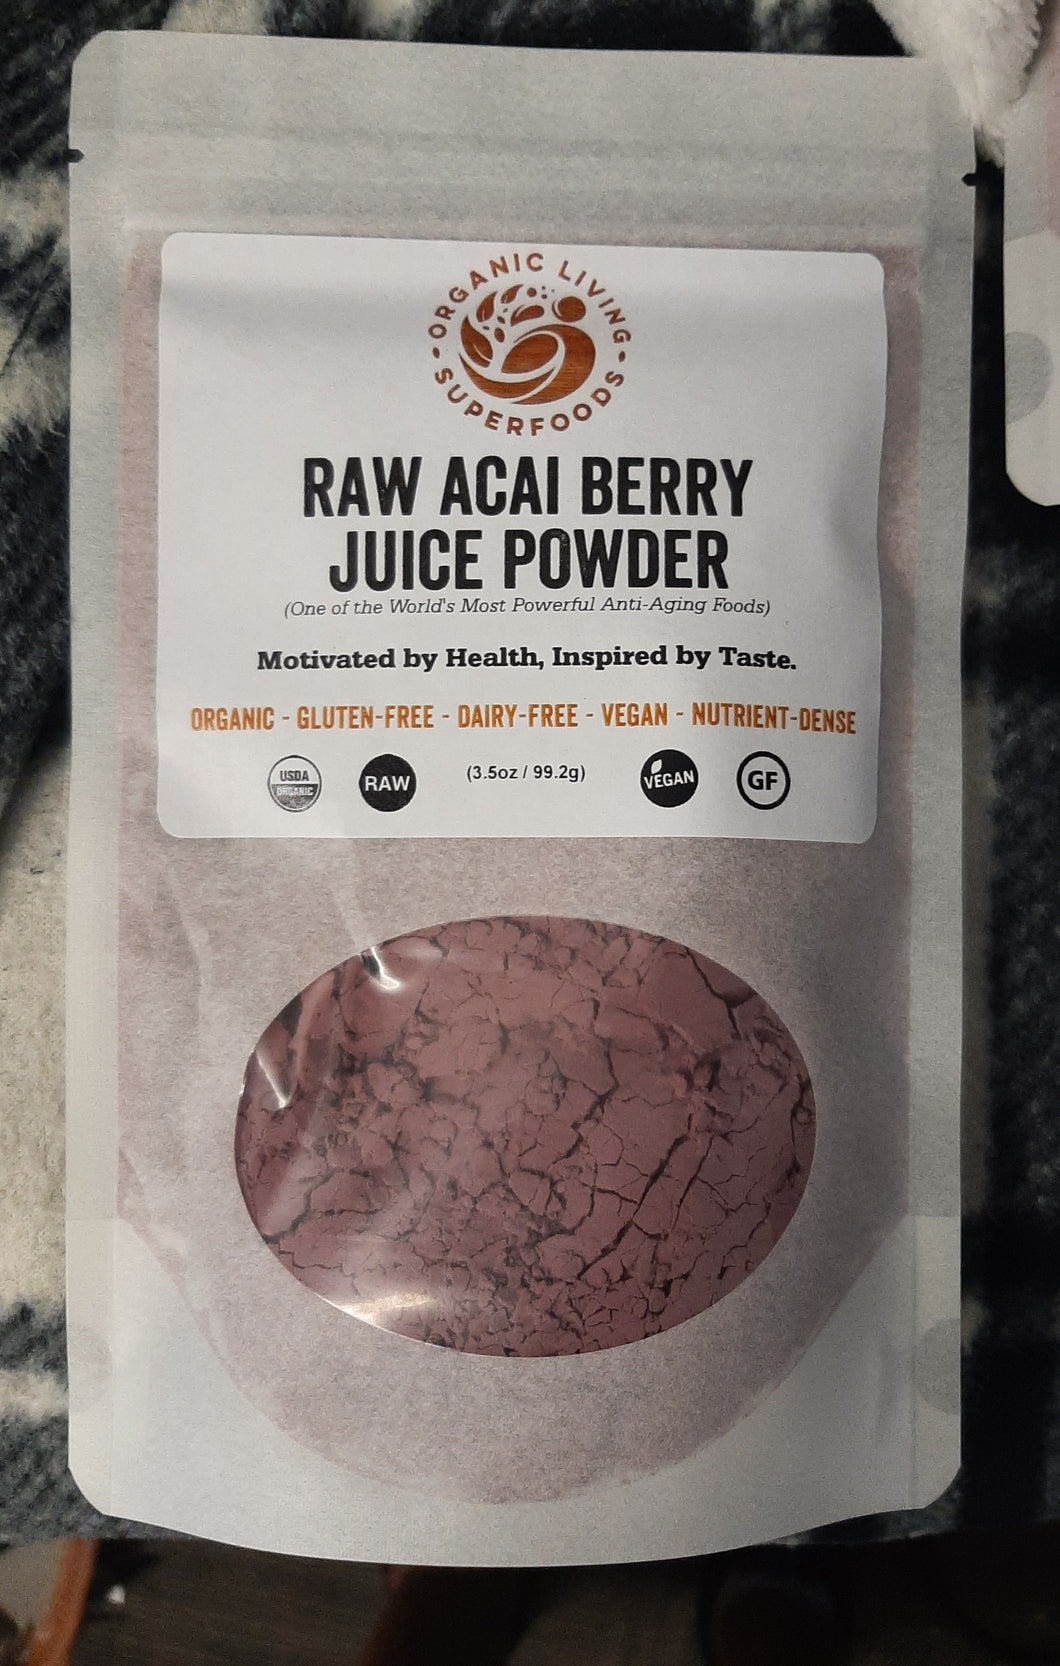 ORGANIC LIVING
SUPERFOODS
RAW ACAI BERRY
JUICE POWDER
(One of the World's Most Powerful Anti-Aging Foods)
Motivated by Health, Inspired by Taste.
ORGANIC - GLUTEN-FREE - DAIRY-FREE - VEGAN - NUTRIENT-DENSE
USDA
ORGANIC
RAW
(3.5oz / 99.2g)
VEGAN
GF